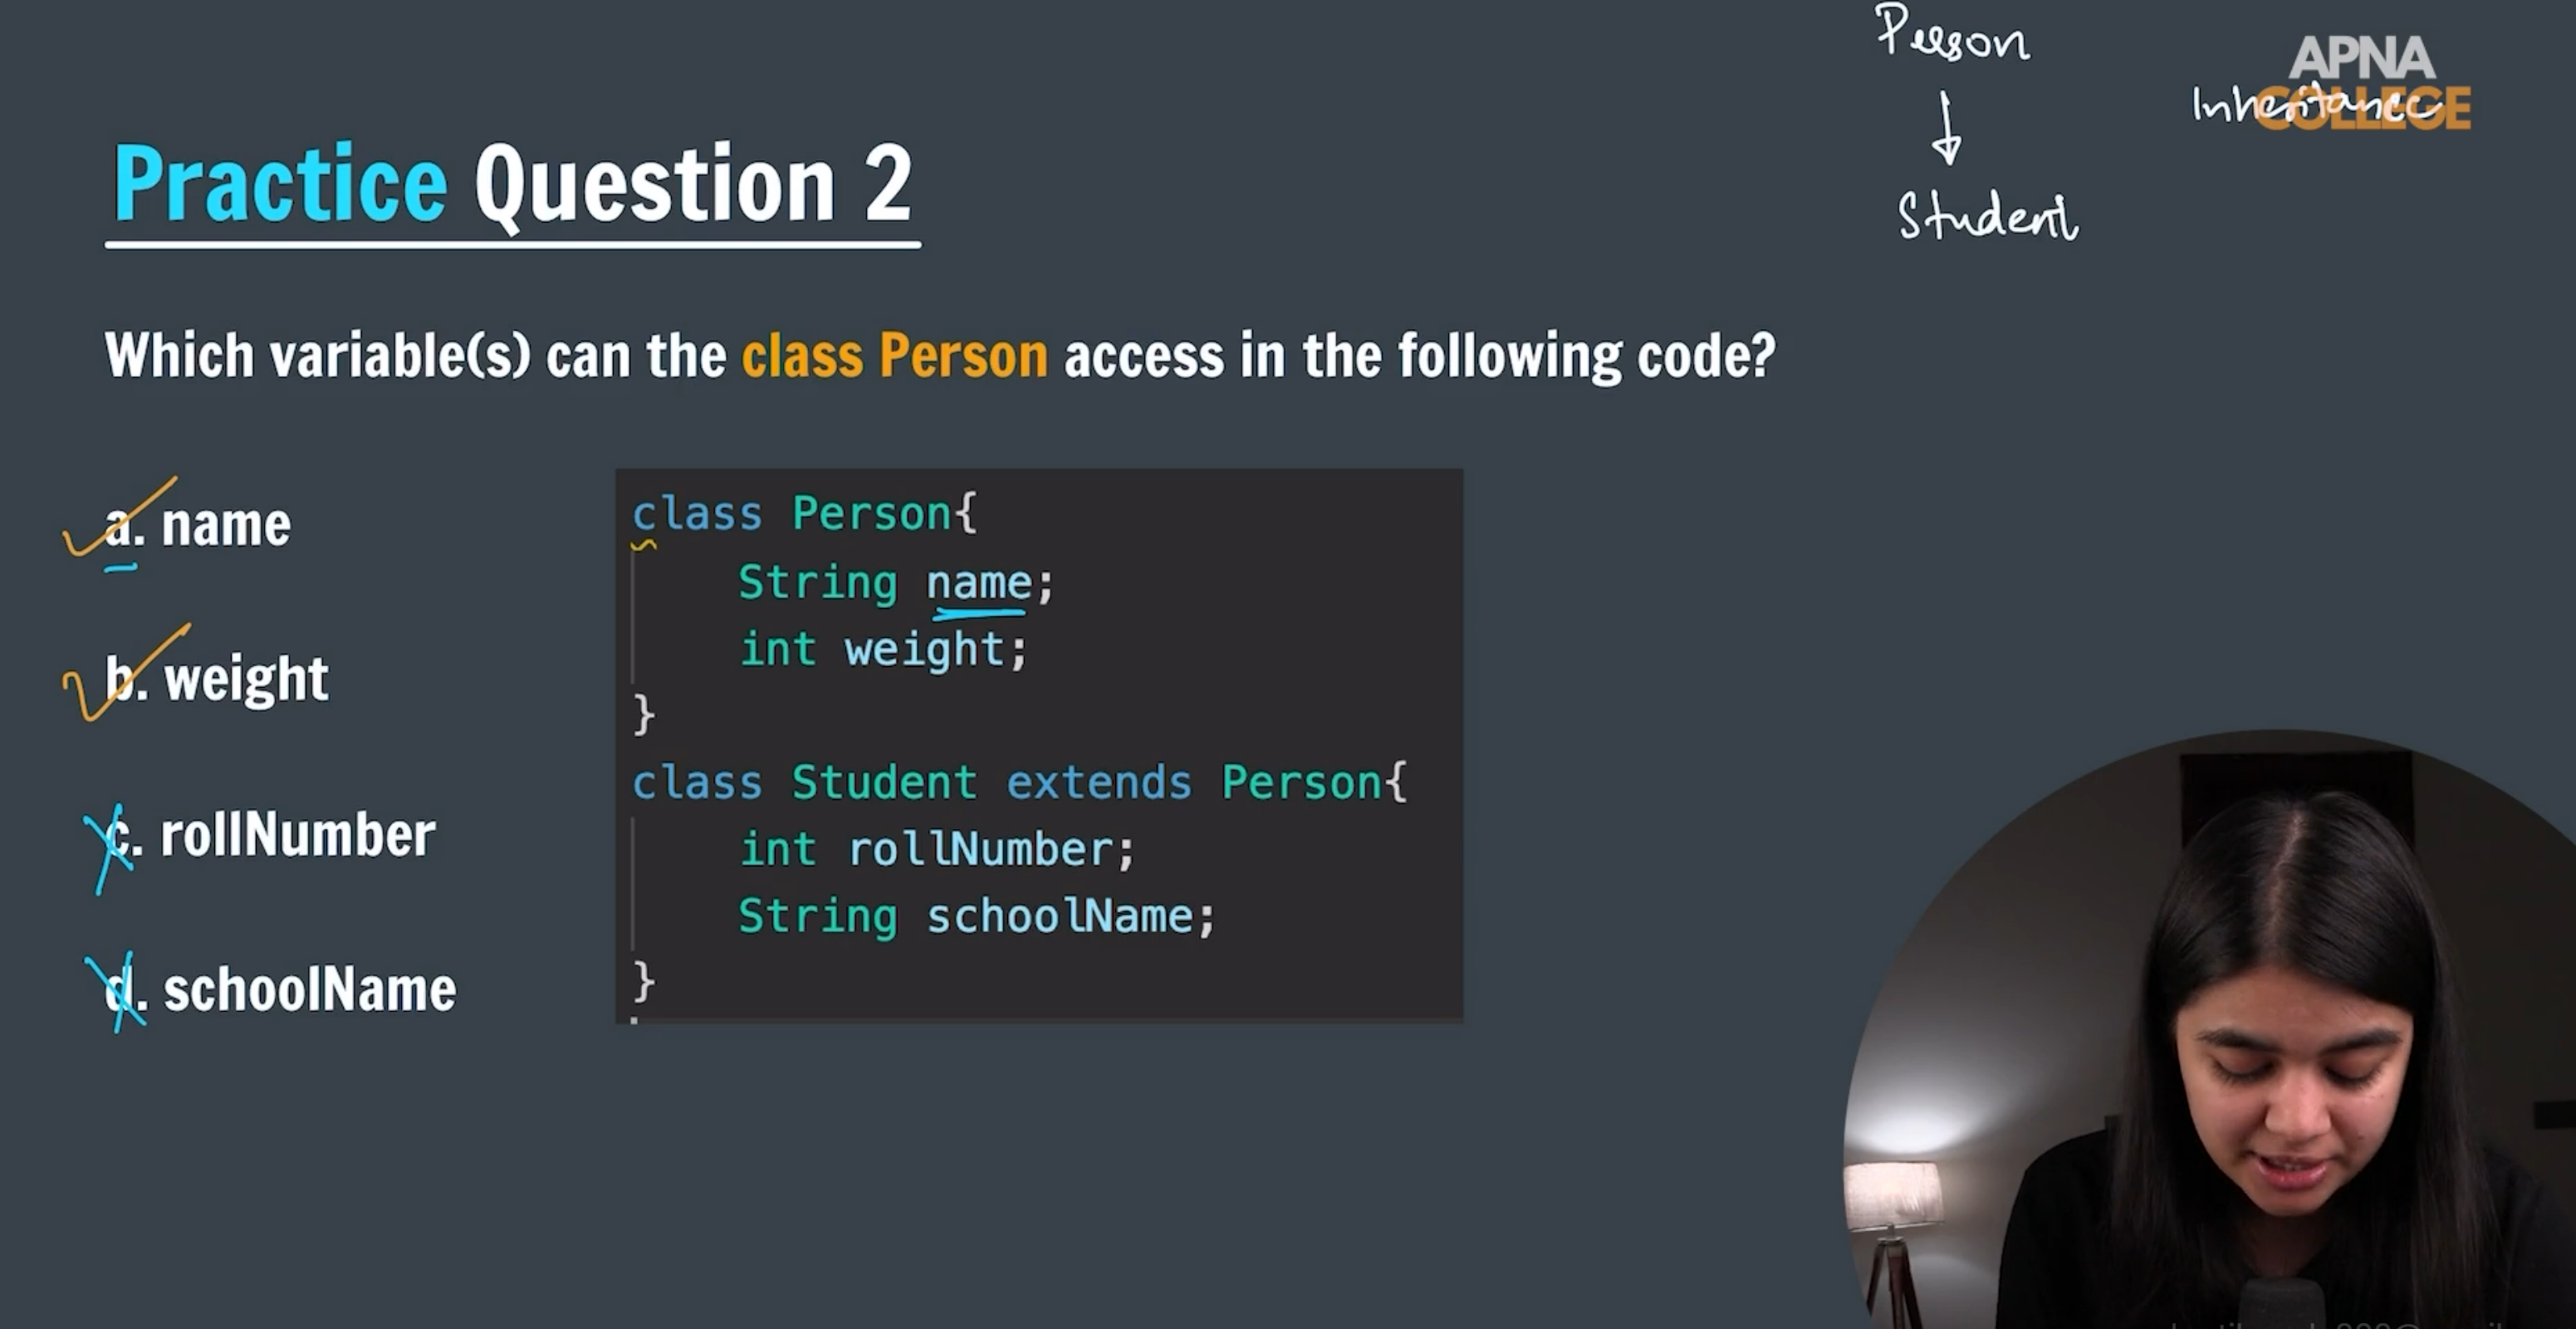 Person
APNA
COLLEGE
Inheritance
Student
Practice Question 2
Which variable(s) can the class Person access in the following code?
a. name
b. weight
c. rollNumber
d. schoolName
class Person{
String name;
int weight;
}
class Student extends Person{
int rollNumber;
String schoolName;
}